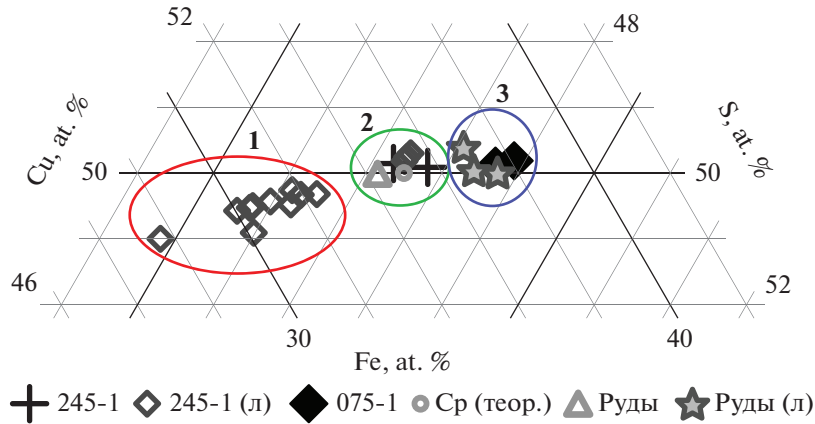 52
48
Cu, at. %
S, at. %
1
2
3
50
50
46
52
30
40
Fe, at. %
245-1
245-1 (л)
075-1
Cp (теор.)
Руды
Руды (л)